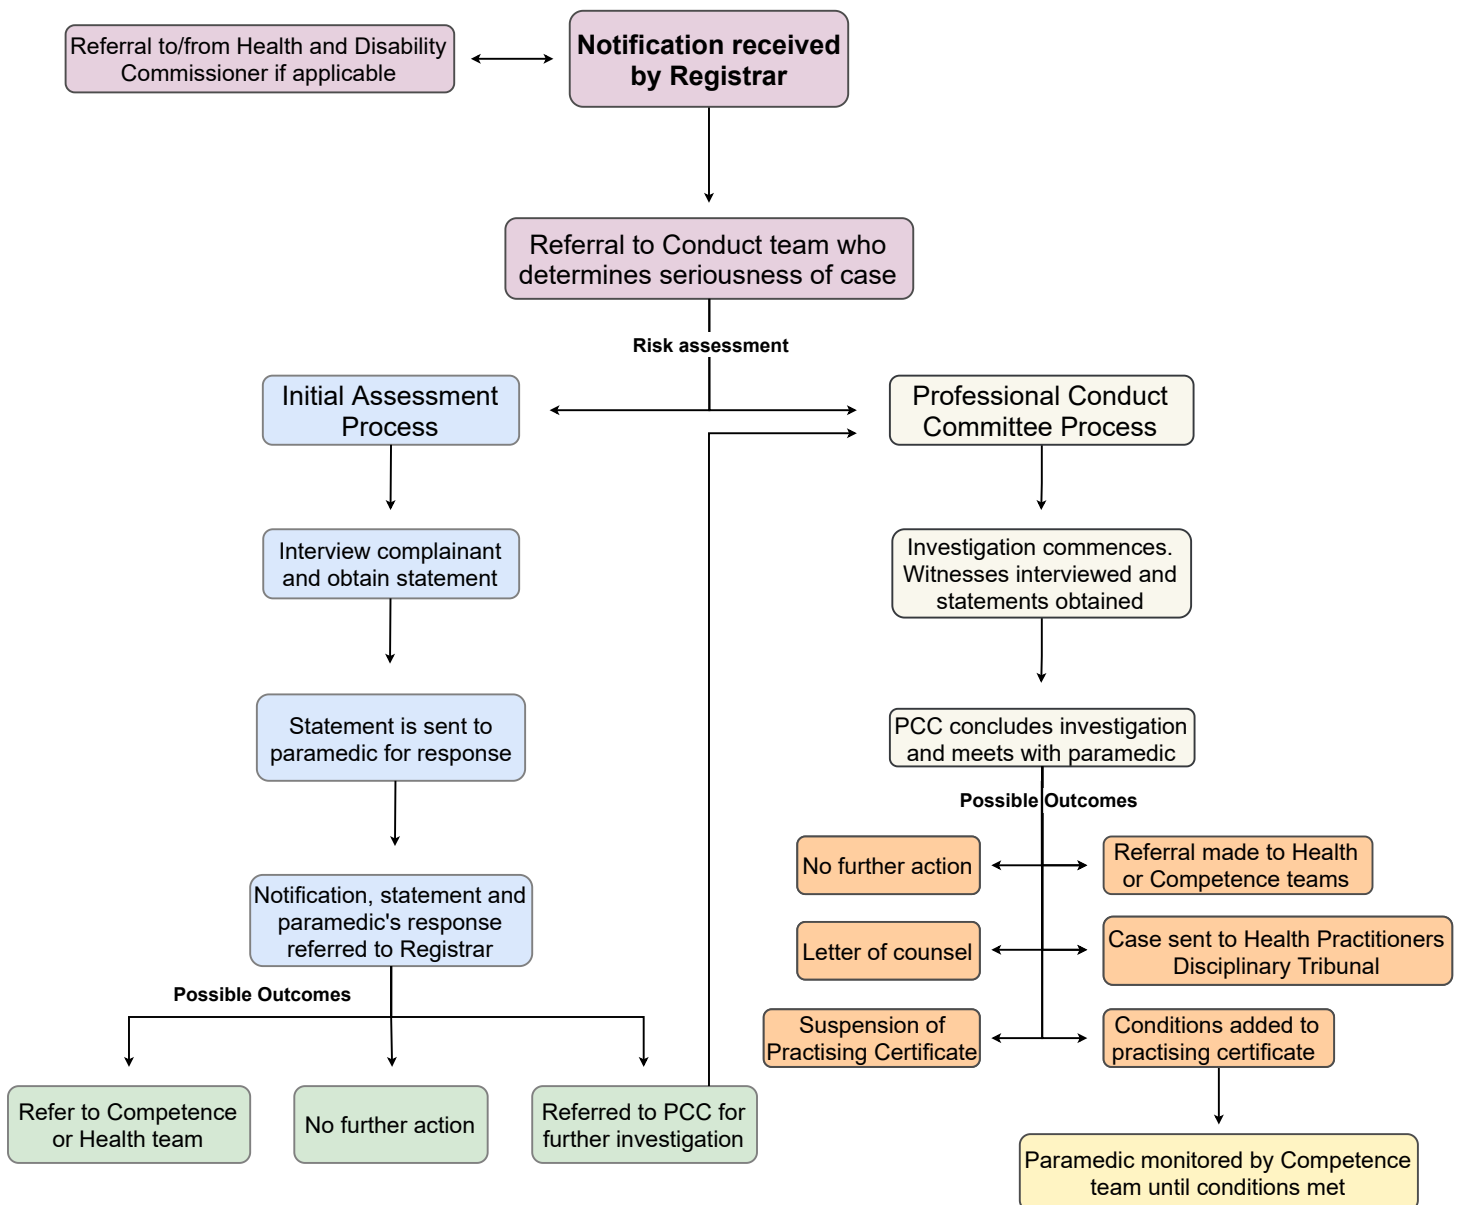 Referral to/from Health and Disability
Commissioner if applicable
Notification received
by Registrar
Referral to Conduct team who
determines seriousness of case
Risk assessment
Initial Assessment
Process
Professional Conduct
Committee Process
Interview complainant
and obtain statement
Investigation commences.
Witnesses interviewed and
statements obtained
Statement is sent to
paramedic for response
PCC concludes investigation
and meets with paramedic
Possible Outcomes
No further action
Referral made to Health
or Competence teams
Notification, statement and
paramedic's response
referred to Registrar
Letter of counsel
Case sent to Health Practitioners
Disciplinary Tribunal
Possible Outcomes
Suspension of
Practising Certificate
Conditions added to
practising certificate
Refer to Competence
or Health team
No further action
Referred to PCC for
further investigation
Paramedic monitored by Competence
team until conditions met